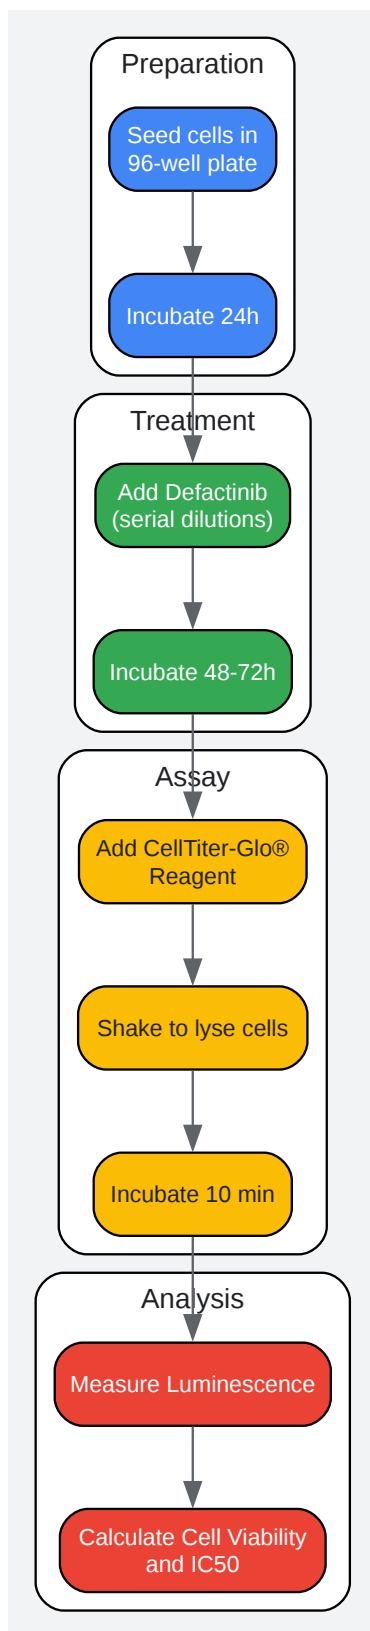 Preparation
Seed cells in
96-well plate
Incubate 24h
Treatment
Add Defactinib
(serial dilutions)
Incubate 48-72h
Assay
Add CellTiter-Glo®
Reagent
Shake to lyse cells
Incubate 10 min
Analysis
Measure Luminescence
Calculate Cell Viability
and IC50